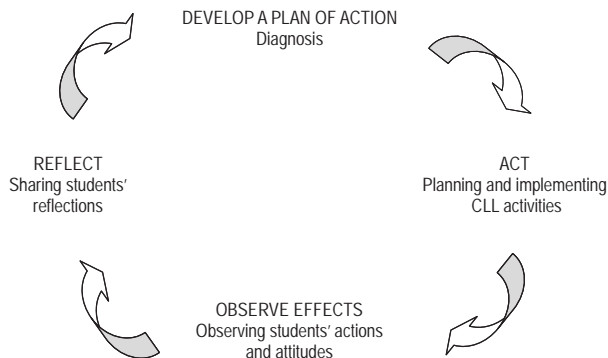 DEVELOP A PLAN OF ACTION
Diagnosis
ACT
Planning and implementing
CLL activities
OBSERVE EFFECTS
Observing students' actions
and attitudes
REFLECT
Sharing students'
reflections